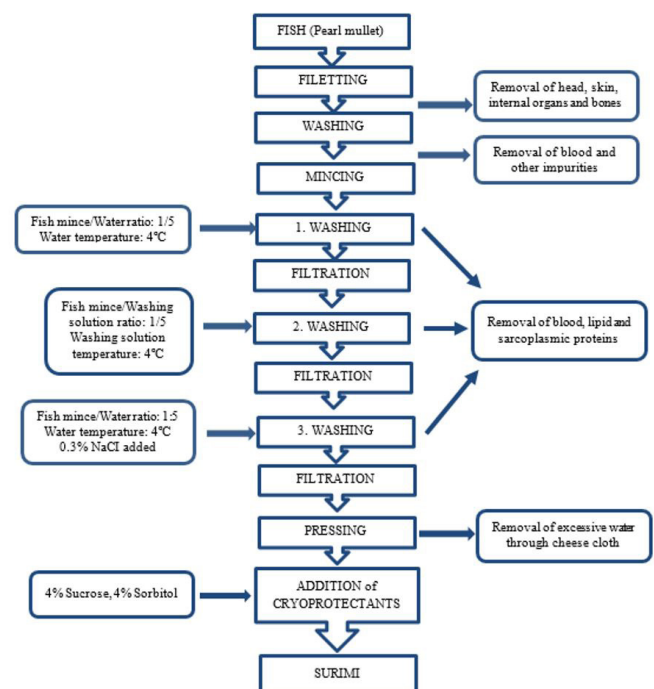 FISH (Pearl mullet)
FILETTING
Removal of head, skin,
internal organs and bones
WASHING
Removal of blood and
other impurities
MINCING
Fish mince/Waterratio: 1/5
Water temperature: 4°C
1. WASHING
FILTRATION
Fish mince/Washing
solution ratio: 1/5
Washing solution
temperature: 4°C
2. WASHING
Removal of blood, lipid and
sarcoplasmic proteins
FILTRATION
Fish mince/Waterratio: 1:5
Water temperature: 4°C
0.3% NaCI added
3. WASHING
FILTRATION
PRESSING
Removal of excessive water
through cheese cloth
4% Sucrose, 4% Sorbitol
ADDITION of
CRYOPROTECTANTS
SURIMI